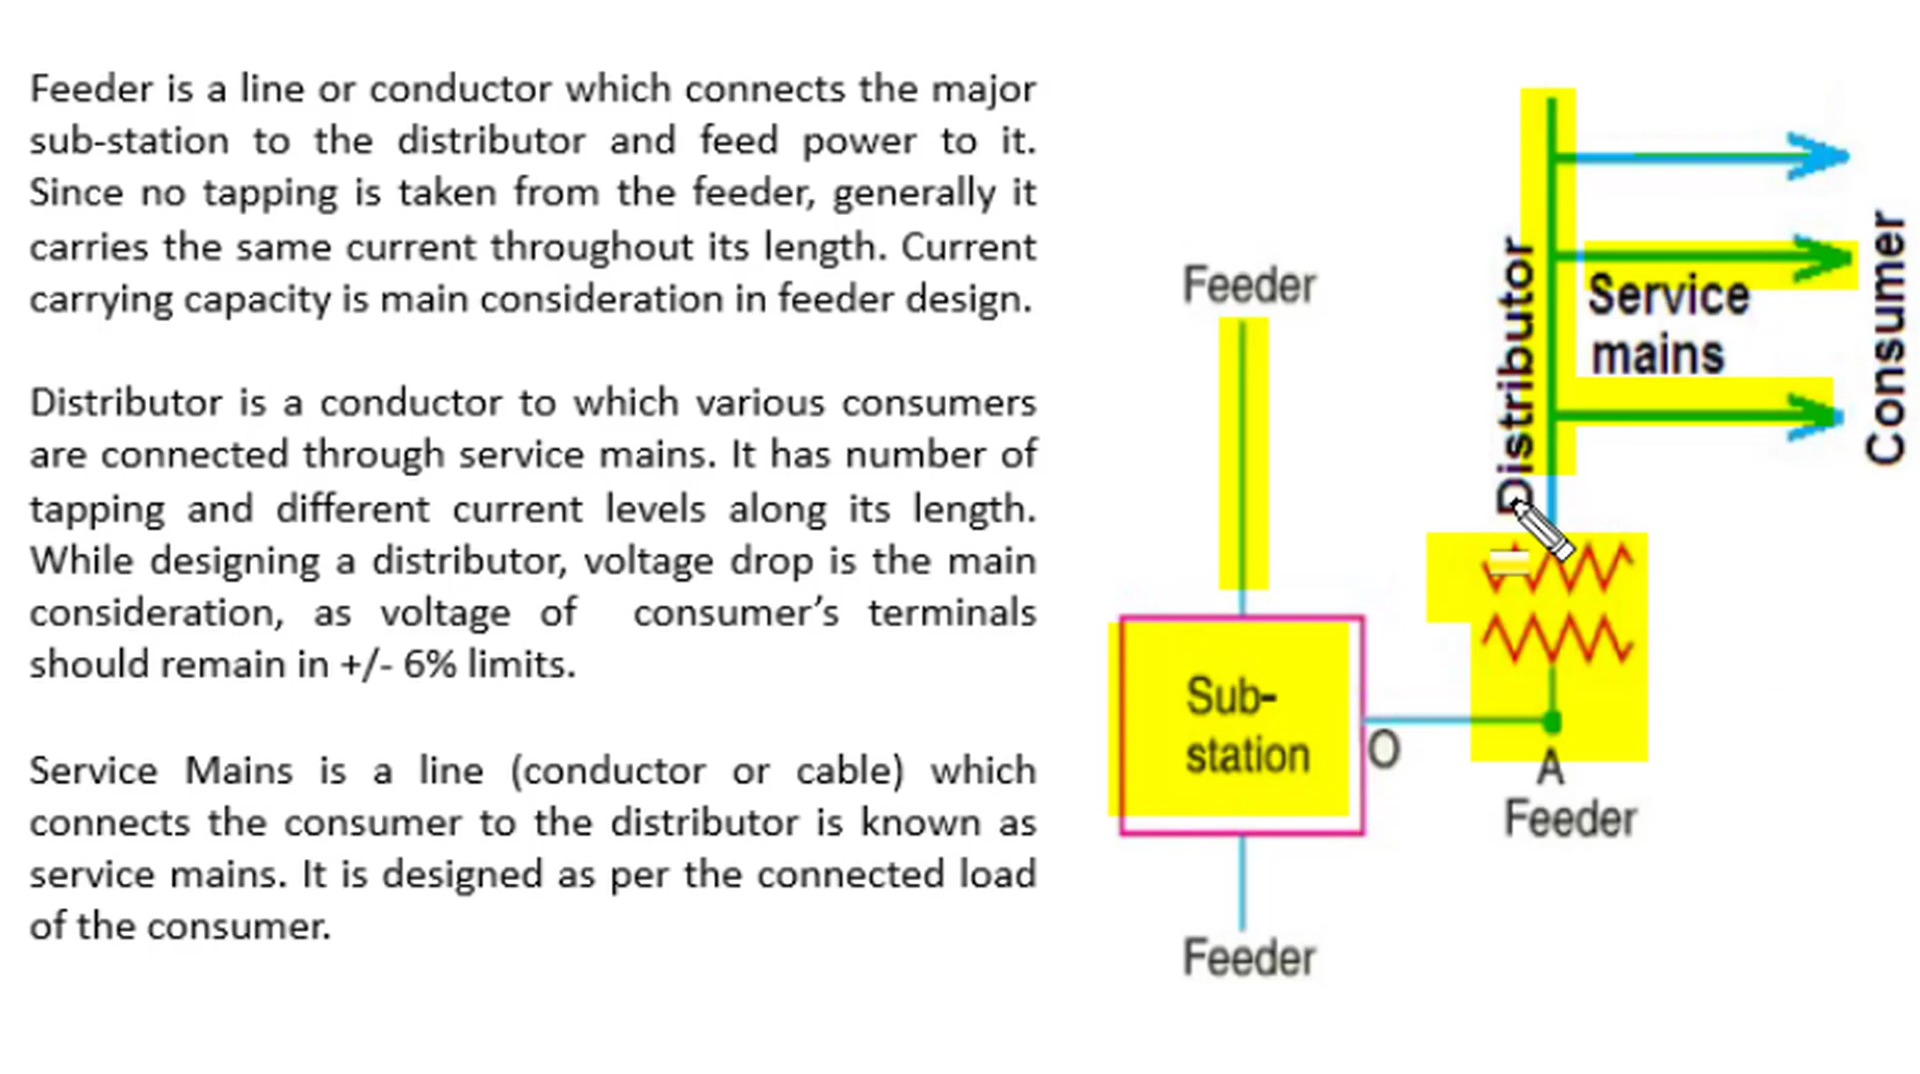 Feeder is a line or conductor which connects the major
sub-station to the distributor and feed power to it.
Since no tapping is taken from the feeder, generally it
carries the same current throughout its length. Current
carrying capacity is main consideration in feeder design.
Distributor is a conductor to which various consumers
are connected through service mains. It has number of
tapping and different current levels along its length.
While designing a distributor, voltage drop is the main
consideration, as voltage of consumer’s terminals
should remain in +/- 6% limits.
Service Mains is a line (conductor or cable) which
connects the consumer to the distributor is known as
service mains. It is designed as per the connected load
of the consumer.
Feeder
Distributor
Service
mains
Consumer
Sub-
station
O
A
Feeder
Feeder